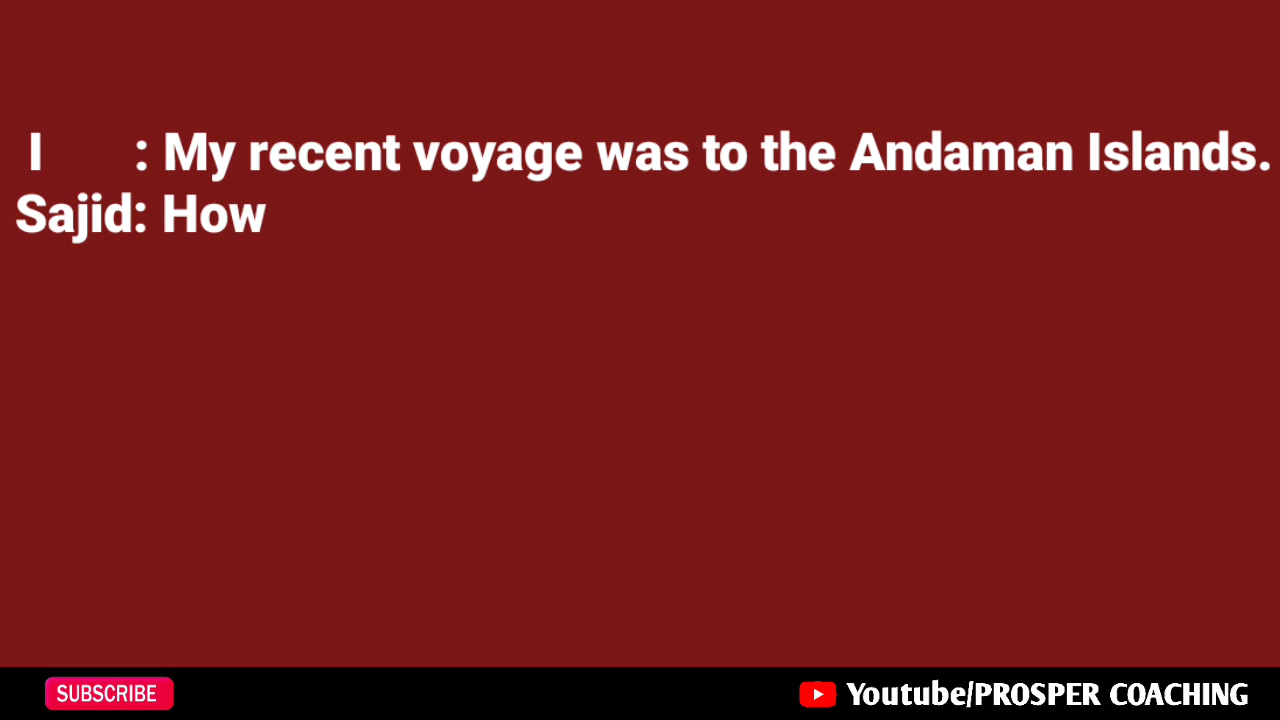 I : My recent voyage was to the Andaman Islands.
Sajid: How
SUBSCRIBE
Youtube/PROSPER COACHING